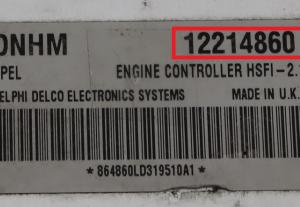 DNHM 12214860
PEL ENGINE CONTROLLER HSFI-2.
ELPHI DELCO ELECTRONICS SYSTEMS MADE IN U.K
*864860LD319510A1*